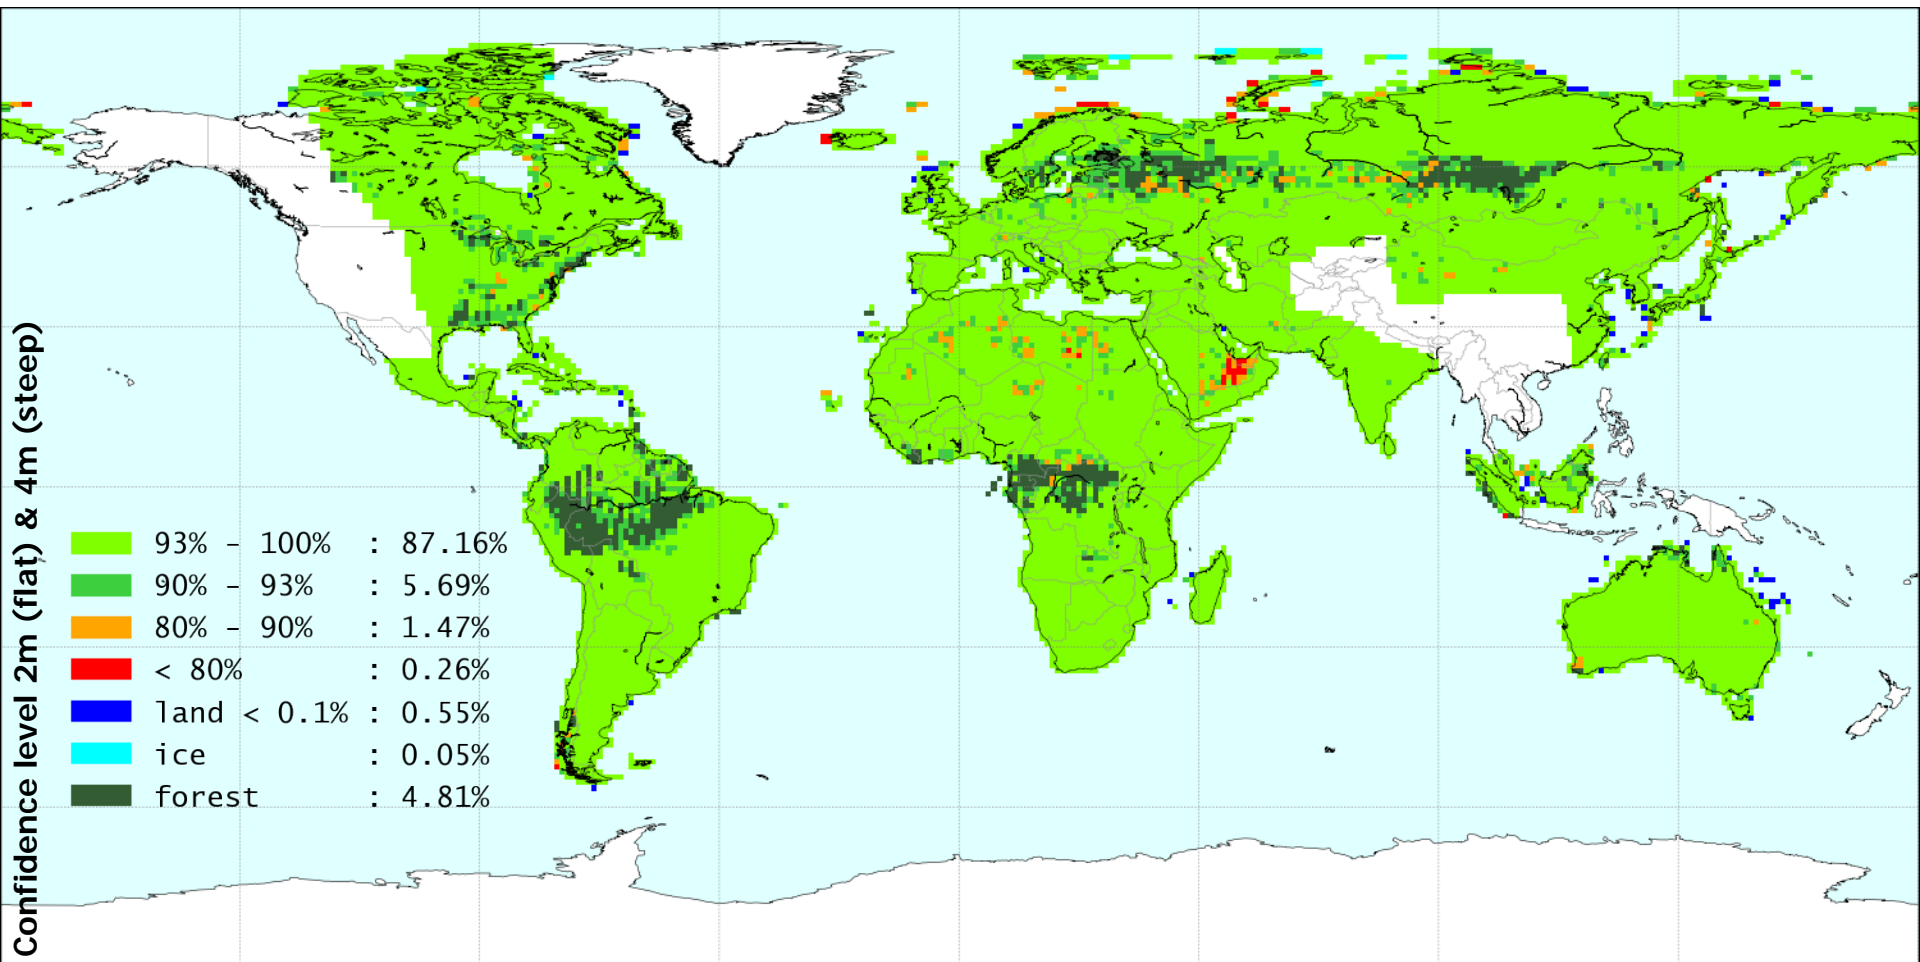 Confidence level 2m (flat) & 4m (steep)
93% - 100% : 87.16%
90% - 93% : 5.69%
80% - 90% : 1.47%
< 80% : 0.26%
land < 0.1% : 0.55%
ice : 0.05%
forest : 4.81%